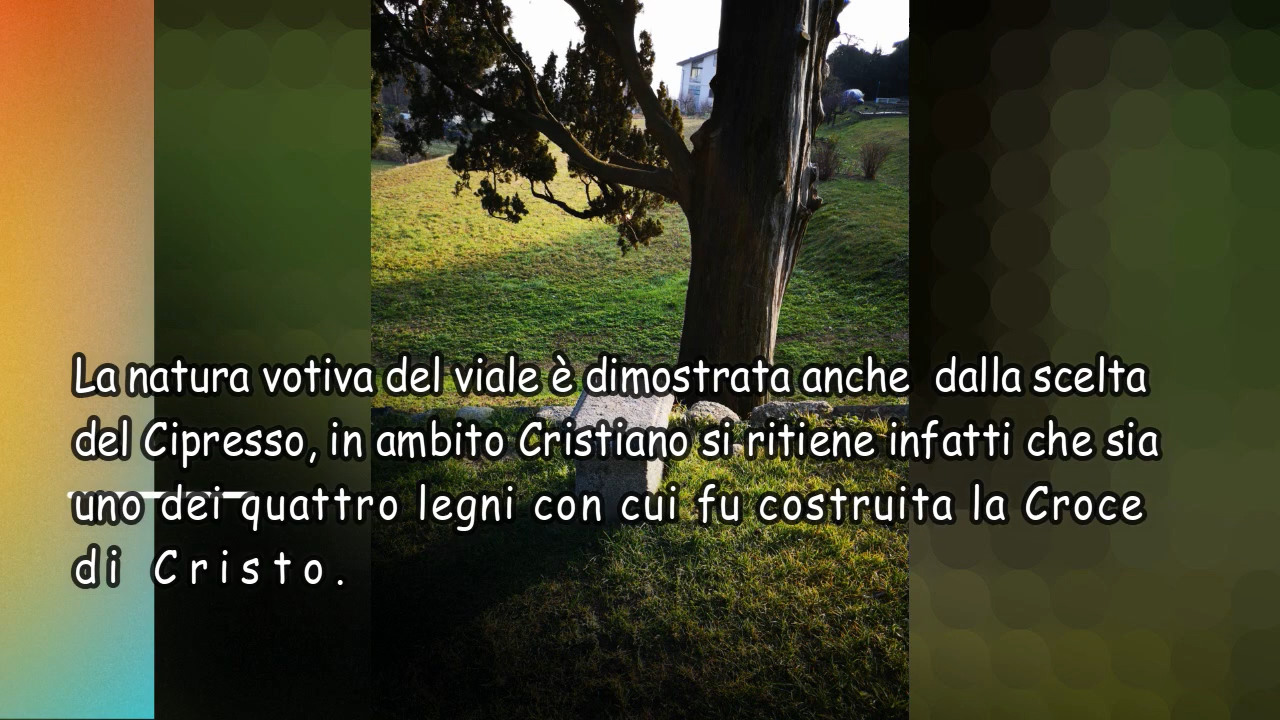 La natura votiva del viale è dimostrata anche dalla scelta
del Cipresso, in ambito Cristiano si ritiene infatti che sia
uno dei quattro legni con cui fu costruita la Croce
di Cristo.